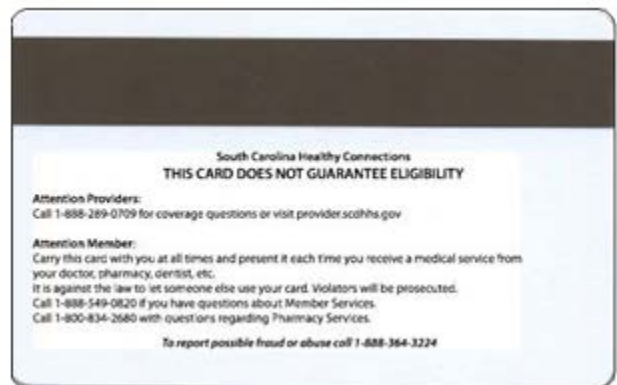 South Carolina Healthy Connections
THIS CARD DOES NOT GUARANTEE ELIGIBILITY
Attention Providers:
Call 1-888-289-0709 for coverage questions or visit provider.scdhhs.gov
Attention Member:
Carry this card with you at all times and present it each time you receive a medical service from
your doctor, pharmacy, dentist, etc.
It is against the law to let someone else use your card. Violators will be prosecuted.
Call 1-888-549-0820 if you have questions about Member Services.
Call 1-800-834-2680 with questions regarding Pharmacy Services.
To report possible fraud or abuse call 1-888-364-3224